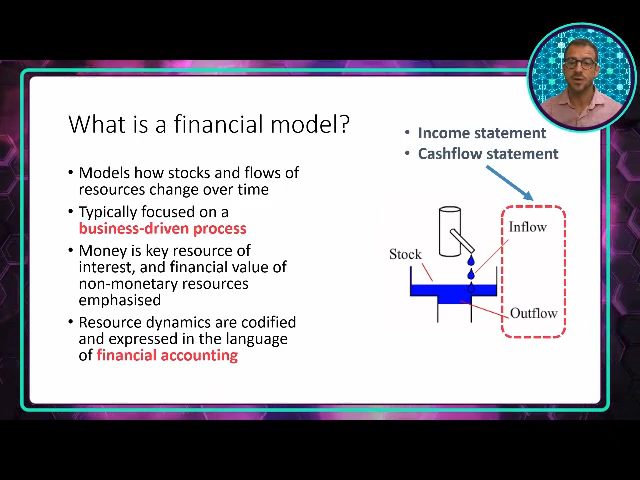 What is a financial model?
• Models how stocks and flows of
resources change over time
• Typically focused on a
business-driven process
• Money is key resource of
interest, and financial value of
non-monetary resources
emphasised
• Resource dynamics are codified
and expressed in the language
of financial accounting
• Income statement
• Cashflow statement
Inflow
Stock
Outflow